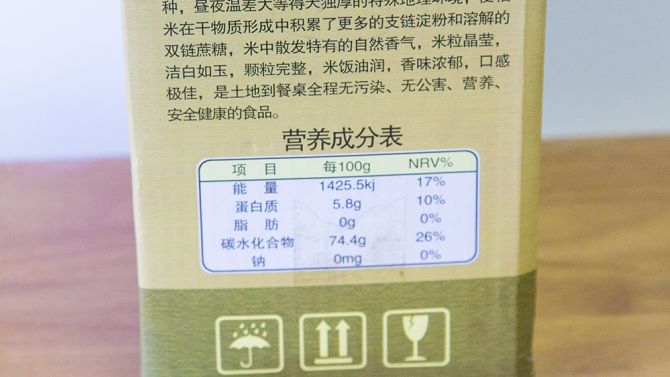 种，昼夜温差大等得天独厚的特殊地理环境，使稻
米在干物质形成中积累了更多的支链淀粉和溶解的
双链蔗糖，米中散发特有的自然香气，米粒晶莹，
洁白如玉，颗粒完整，米饭油润，香味浓郁，口感
极佳，是土地到餐桌全程无污染、无公害、营养、
安全健康的食品。
营养成分表
项 目 每100g NRV%
能 量 1425.5kj 17%
蛋白质 5.8g 10%
脂 肪 0g 0%
碳水化合物 74.4g 26%
钠 0mg 0%